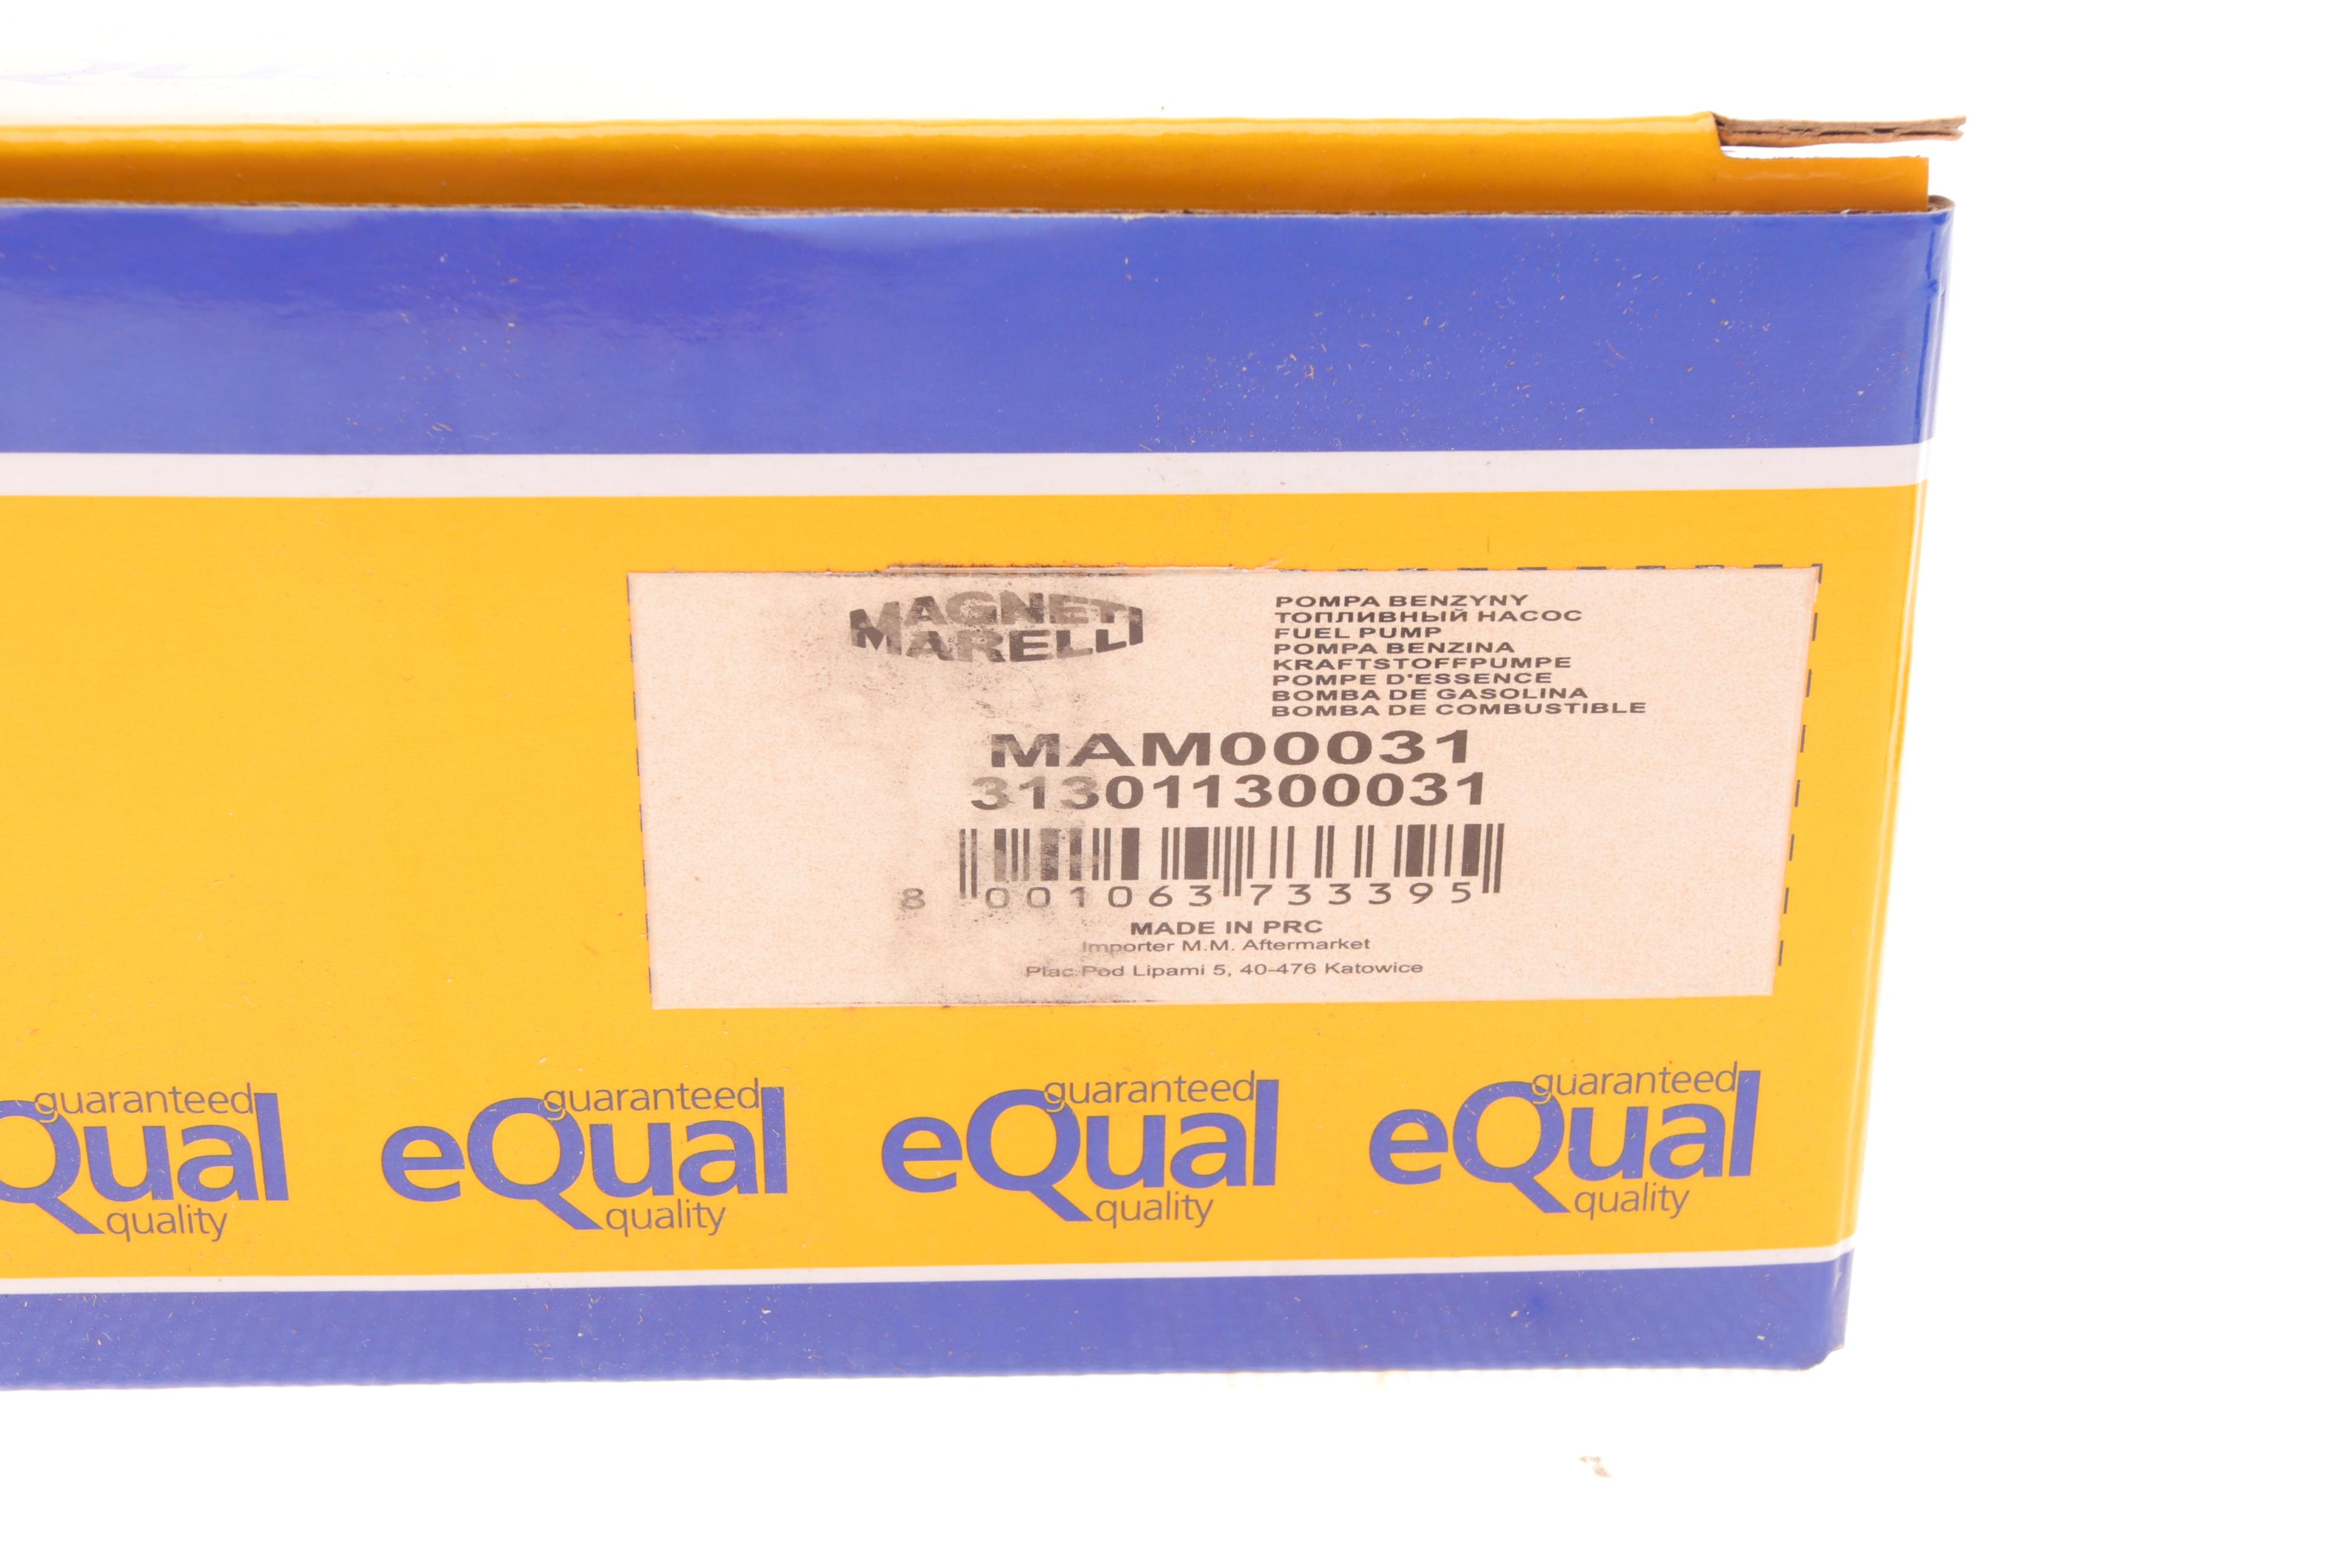 MAGNETI
MARELLI
POMPA BENZYNY
ТОПЛИВНЫЙ НАСОС
FUEL PUMP
POMPA BENZINA
KRAFTSTOFFPUMPE
POMPE D'ESSENCE
BOMBA DE GASOLINA
BOMBA DE COMBUSTIBLE
MAM00031
313011300031
8 001063 733395
MADE IN PRC
Importer M.M. Aftermarket
Plac Pod Lipami 5, 40-476 Katowice
guaranteed
Qual
quality
guaranteed
eQual
quality
guaranteed
eQual
quality
guaranteed
eQual
quality